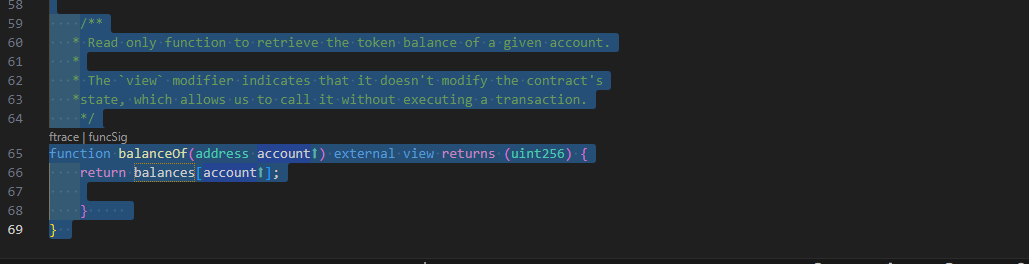 58
59 /**
60 * Read only function to retrieve the token balance of a given account.
61 *
62 * The `view` modifier indicates that it doesn't modify the contract's
63 *state, which allows us to call it without executing a transaction.
64 */
ftrace | funcSig
65 function balanceOf(address account⬆) external view returns (uint256) {
66 return balances[account⬆];
67
68 }
69 }